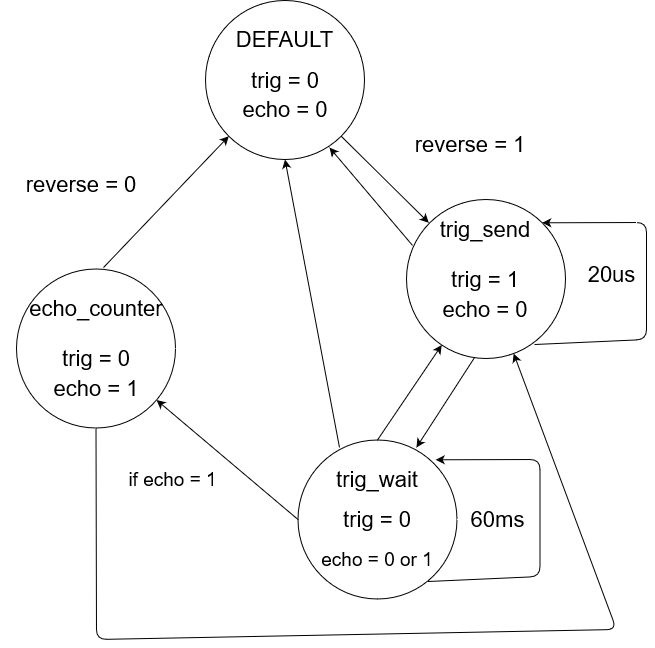 DEFAULT
trig = 0
echo = 0
reverse = 1
reverse = 0
trig_send
trig = 1
echo = 0
20us
echo_counter
trig = 0
echo = 1
if echo = 1
trig_wait
trig = 0
echo = 0 or 1
60ms